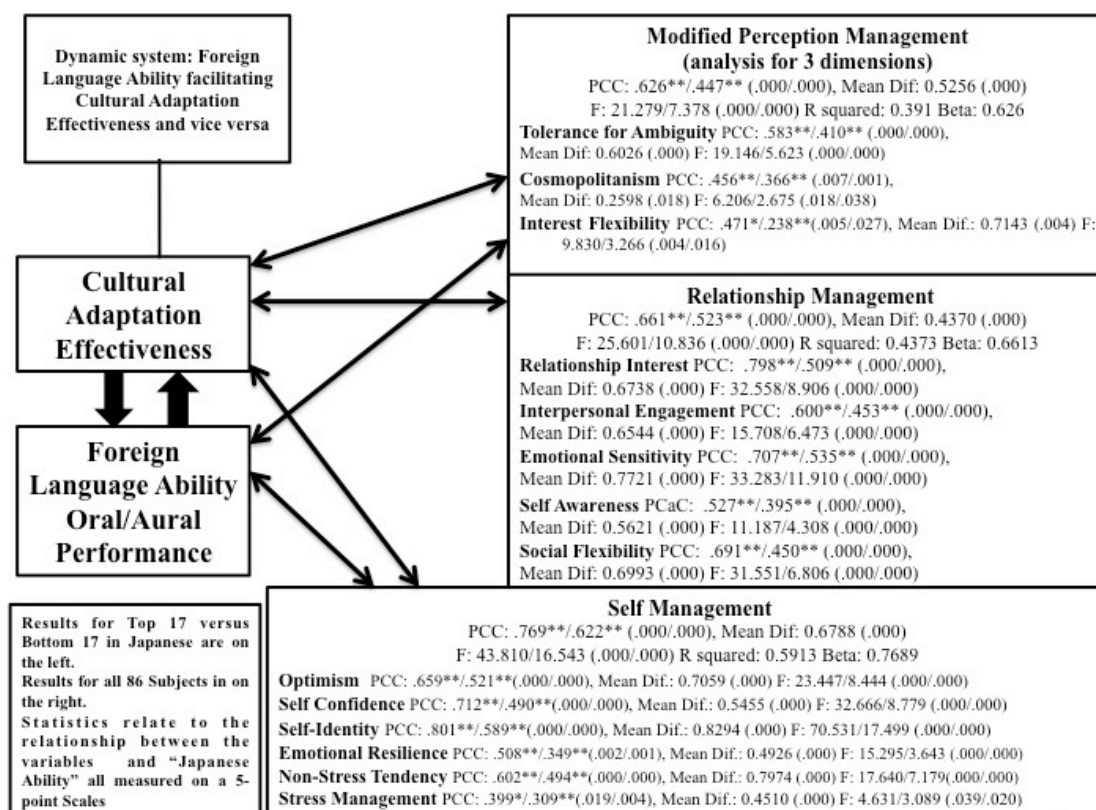 Dynamic system: Foreign
Language Ability facilitating
Cultural Adaptation
Effectiveness and vice versa
Cultural
Adaptation
Effectiveness
Foreign
Language Ability
Oral/Aural
Performance
Results for Top 17 versus
Bottom 17 in Japanese are on
the left.
Results for all 86 Subjects in on
the right.
Statistics relate to the
relationship between the
variables and “Japanese
Ability” all measured on a 5-
point Scales
Modified Perception Management
(analysis for 3 dimensions)
PCC: .626**/.447** (.000/.000), Mean Dif: 0.5256 (.000)
F: 21.279/7.378 (.000/.000) R squared: 0.391 Beta: 0.626
Tolerance for Ambiguity PCC: .583**/.410** (.000/.000),
Mean Dif: 0.6026 (.000) F: 19.146/5.623 (.000/.000)
Cosmopolitanism PCC: .456**/.366** (.007/.001),
Mean Dif: 0.2598 (.018) F: 6.206/2.675 (.018/.038)
Interest Flexibility PCC: .471*/.238**(.005/.027), Mean Dif.: 0.7143 (.004) F:
9.830/3.266 (.004/.016)
Relationship Management
PCC: .661**/.523** (.000/.000), Mean Dif: 0.4370 (.000)
F: 25.601/10.836 (.000/.000) R squared: 0.4373 Beta: 0.6613
Relationship Interest PCC: .798**/.509** (.000/.000),
Mean Dif: 0.6738 (.000) F: 32.558/8.906 (.000/.000)
Interpersonal Engagement PCC: .600**/.453** (.000/.000),
Mean Dif: 0.6544 (.000) F: 15.708/6.473 (.000/.000)
Emotional Sensitivity PCC: .707**/.535** (.000/.000),
Mean Dif: 0.7721 (.000) F: 33.283/11.910 (.000/.000)
Self Awareness PCaC: .527**/.395** (.000/.000),
Mean Dif: 0.5621 (.000) F: 11.187/4.308 (.000/.000)
Social Flexibility PCC: .691**/.450** (.000/.000),
Mean Dif: 0.6993 (.000) F: 31.551/6.806 (.000/.000)
Self Management
PCC: .769**/.622** (.000/.000), Mean Dif: 0.6788 (.000)
F: 43.810/16.543 (.000/.000) R squared: 0.5913 Beta: 0.7689
Optimism PCC: .659**/.521**(.000/.000), Mean Dif.: 0.7059 (.000) F: 23.447/8.444 (.000/.000)
Self Confidence PCC: .712**/.490**(.000/.000), Mean Dif.: 0.5455 (.000) F: 32.666/8.779 (.000/.000)
Self-Identity PCC: .801**/.589**(.000/.000), Mean Dif.: 0.8294 (.000) F: 70.531/17.499 (.000/.000)
Emotional Resilience PCC: .508**/.349**(.002/.001), Mean Dif.: 0.4926 (.000) F: 15.295/3.643 (.000/.000)
Non-Stress Tendency PCC: .602**/.494**(.000/.000), Mean Dif.: 0.7974 (.000) F: 17.640/7.179(.000/.000)
Stress Management PCC: .399*/.309**(.019/.004), Mean Dif.: 0.4510 (.000) F: 4.631/3.089 (.039/.020)